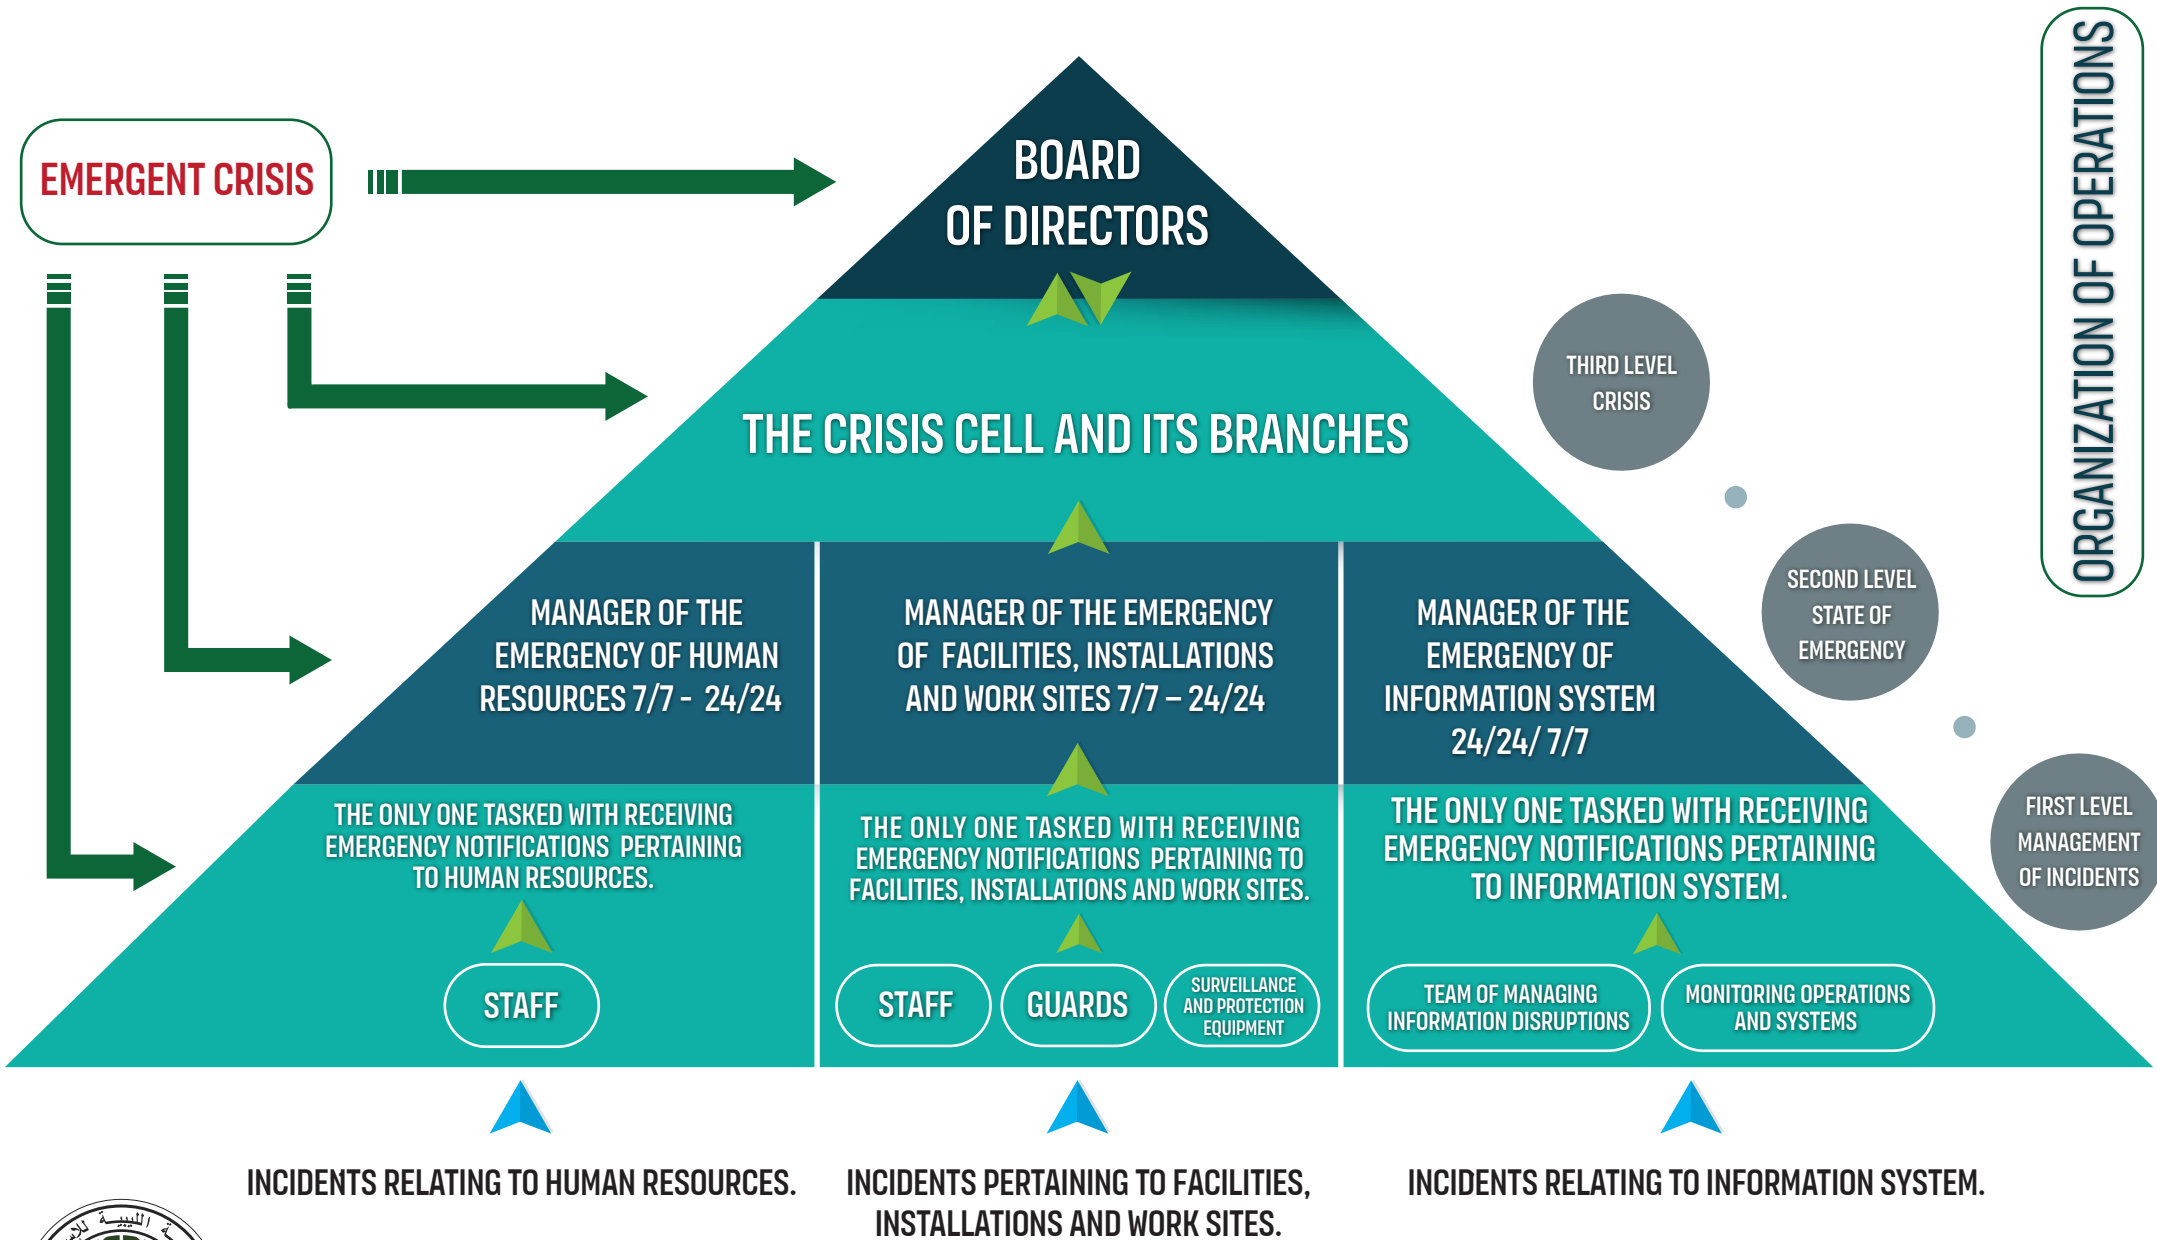 ORGANIZATION OF OPERATIONS
EMERGENT CRISIS
BOARD
OF DIRECTORS
THE CRISIS CELL AND ITS BRANCHES
THIRD LEVEL
CRISIS
MANAGER OF THE
EMERGENCY OF HUMAN
RESOURCES 7/7 - 24/24
MANAGER OF THE EMERGENCY
OF FACILITIES, INSTALLATIONS
AND WORK SITES 7/7 – 24/24
MANAGER OF THE
EMERGENCY OF
INFORMATION SYSTEM
24/24/ 7/7
SECOND LEVEL
STATE OF
EMERGENCY
THE ONLY ONE TASKED WITH RECEIVING
EMERGENCY NOTIFICATIONS PERTAINING
TO HUMAN RESOURCES.
THE ONLY ONE TASKED WITH RECEIVING
EMERGENCY NOTIFICATIONS PERTAINING TO
FACILITIES, INSTALLATIONS AND WORK SITES.
THE ONLY ONE TASKED WITH RECEIVING
EMERGENCY NOTIFICATIONS PERTAINING
TO INFORMATION SYSTEM.
FIRST LEVEL
MANAGEMENT
OF INCIDENTS
STAFF
STAFF
GUARDS
SURVEILLANCE
AND PROTECTION
EQUIPMENT
TEAM OF MANAGING
INFORMATION DISRUPTIONS
MONITORING OPERATIONS
AND SYSTEMS
INCIDENTS RELATING TO HUMAN RESOURCES.
INCIDENTS PERTAINING TO FACILITIES,
INSTALLATIONS AND WORK SITES.
INCIDENTS RELATING TO INFORMATION SYSTEM.
الليبية